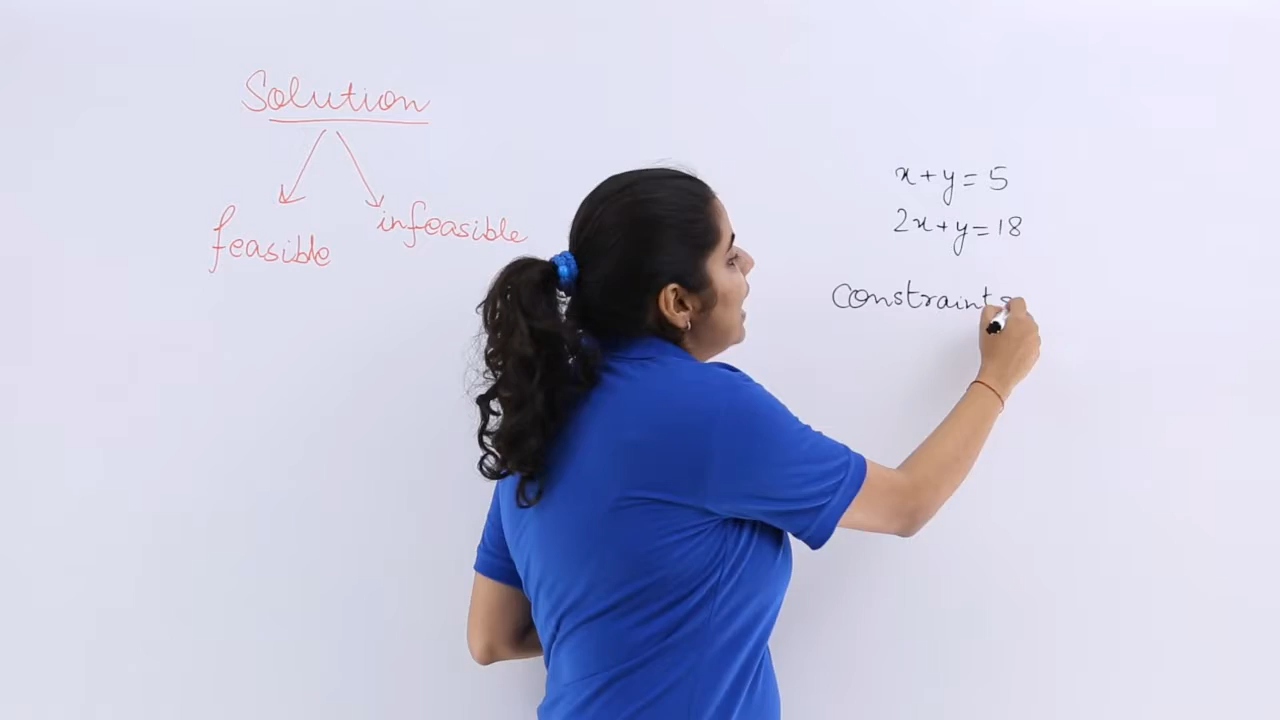 Solution
feasible
infeasible
x + y = 5
2x + y = 18
Constraints